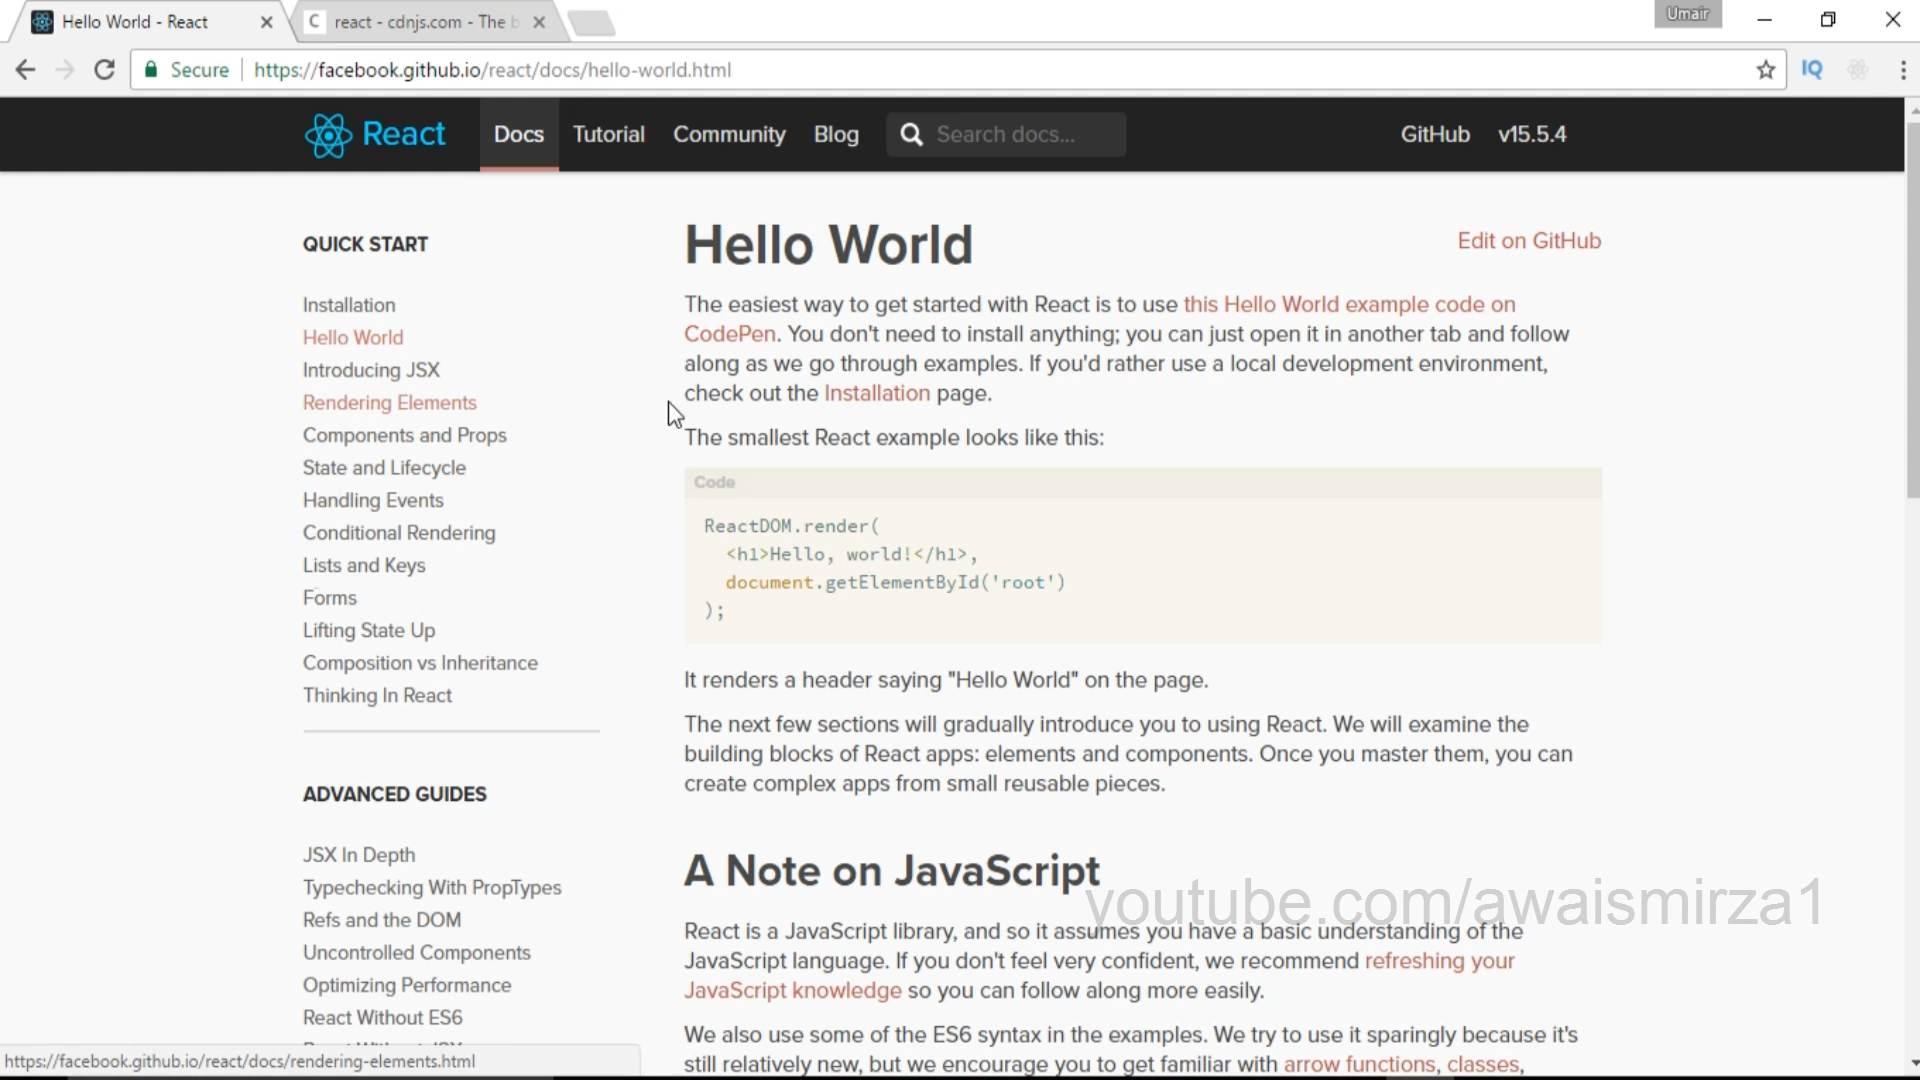 Hello World - React
react - cdnjs.com - The b
Umair
Secure
https://facebook.github.io/react/docs/hello-world.html
IQ
React
Docs
Tutorial
Community
Blog
Search docs...
GitHub
v15.5.4
QUICK START
Installation
Hello World
Introducing JSX
Rendering Elements
Components and Props
State and Lifecycle
Handling Events
Conditional Rendering
Lists and Keys
Forms
Lifting State Up
Composition vs Inheritance
Thinking In React
ADVANCED GUIDES
JSX In Depth
Typechecking With PropTypes
Refs and the DOM
Uncontrolled Components
Optimizing Performance
React Without ES6
https://facebook.github.io/react/docs/rendering-elements.html
Hello World
Edit on GitHub
The easiest way to get started with React is to use this Hello World example code on
CodePen. You don't need to install anything; you can just open it in another tab and follow
along as we go through examples. If you'd rather use a local development environment,
check out the Installation page.
The smallest React example looks like this:
Code
ReactDOM.render(
<h1>Hello, world!</h1>,
document.getElementById('root')
);
It renders a header saying "Hello World" on the page.
The next few sections will gradually introduce you to using React. We will examine the
building blocks of React apps: elements and components. Once you master them, you can
create complex apps from small reusable pieces.
A Note on JavaScript
youtube.com/awaismirza1
React is a JavaScript library, and so it assumes you have a basic understanding of the
JavaScript language. If you don't feel very confident, we recommend refreshing your
JavaScript knowledge so you can follow along more easily.
We also use some of the ES6 syntax in the examples. We try to use it sparingly because it's
still relatively new, but we encourage you to get familiar with arrow functions, classes,